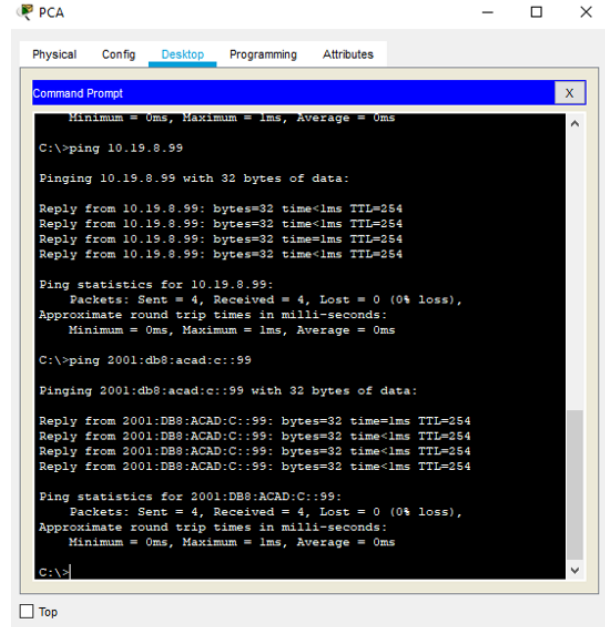 PCA
Physical Config Desktop Programming Attributes
Command Prompt X
Minimum = 0ms, Maximum = 1ms, Average = 0ms
C:\>ping 10.19.8.99
Pinging 10.19.8.99 with 32 bytes of data:
Reply from 10.19.8.99: bytes=32 time<1ms TTL=254
Reply from 10.19.8.99: bytes=32 time<1ms TTL=254
Reply from 10.19.8.99: bytes=32 time=1ms TTL=254
Reply from 10.19.8.99: bytes=32 time<1ms TTL=254
Ping statistics for 10.19.8.99:
Packets: Sent = 4, Received = 4, Lost = 0 (0% loss),
Approximate round trip times in milli-seconds:
Minimum = 0ms, Maximum = 1ms, Average = 0ms
C:\>ping 2001:db8:acad:c::99
Pinging 2001:db8:acad:c::99 with 32 bytes of data:
Reply from 2001:DB8:ACAD:C::99: bytes=32 time=1ms TTL=254
Reply from 2001:DB8:ACAD:C::99: bytes=32 time<1ms TTL=254
Reply from 2001:DB8:ACAD:C::99: bytes=32 time<1ms TTL=254
Reply from 2001:DB8:ACAD:C::99: bytes=32 time<1ms TTL=254
Ping statistics for 2001:DB8:ACAD:C::99:
Packets: Sent = 4, Received = 4, Lost = 0 (0% loss),
Approximate round trip times in milli-seconds:
Minimum = 0ms, Maximum = 1ms, Average = 0ms
C:\>
Top